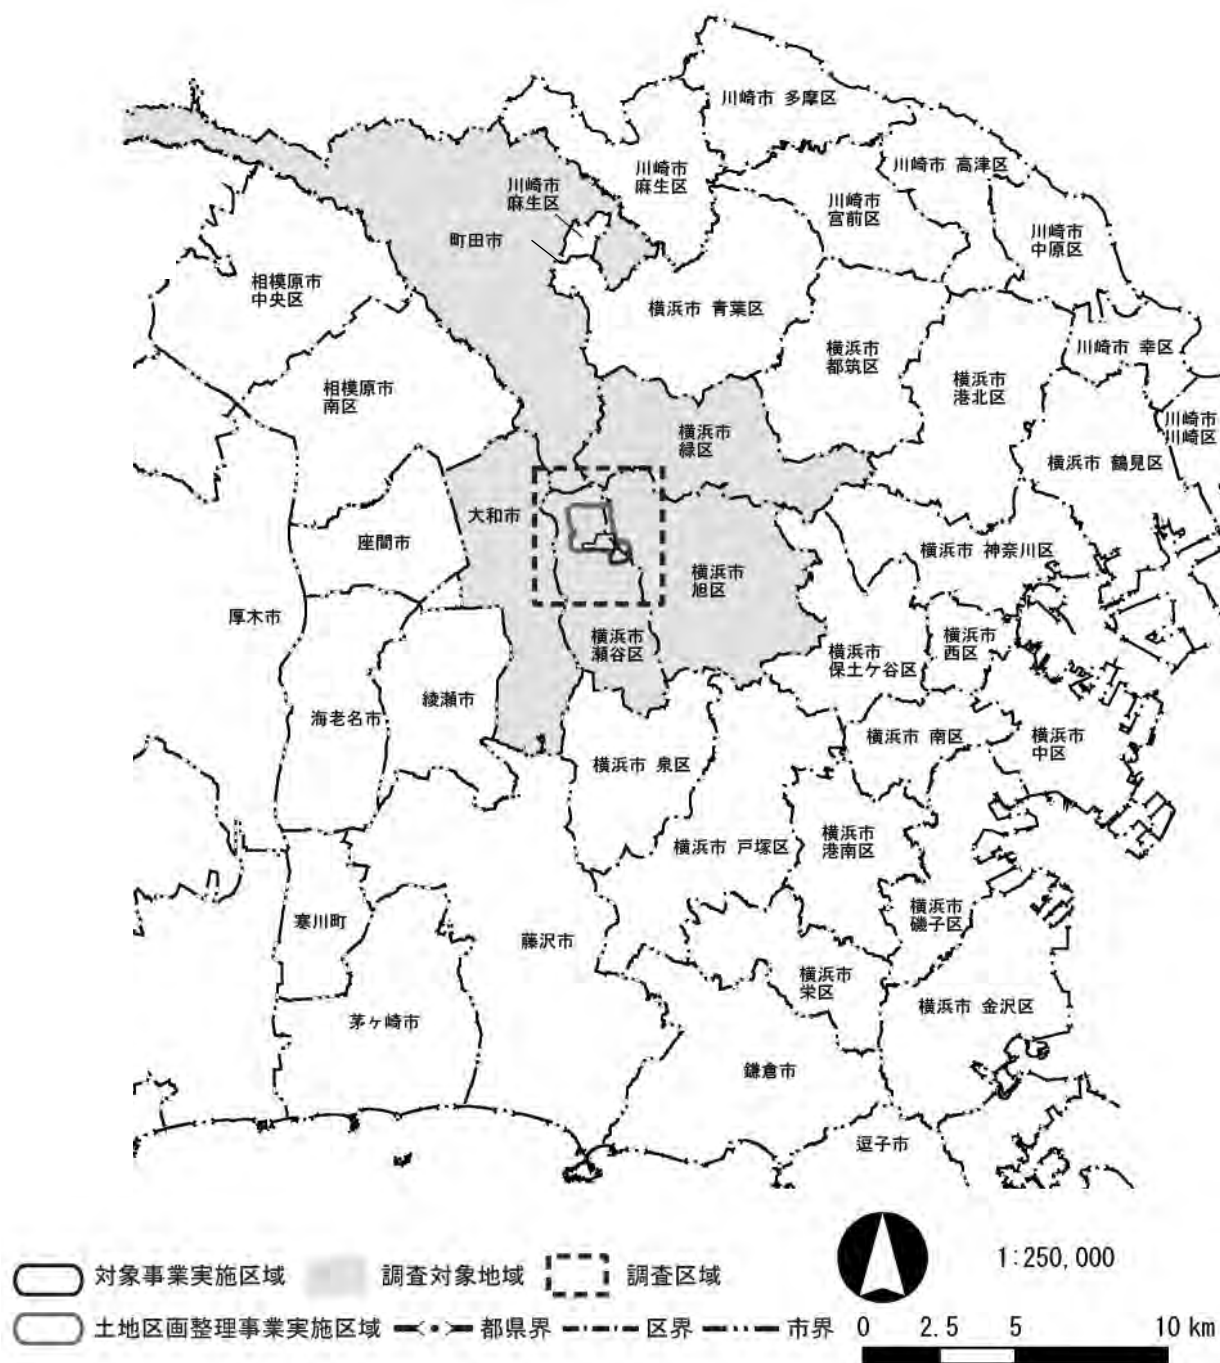 川崎市 多摩区
川崎市 高津区
川崎市
麻生区
川崎市
麻生区
川崎市
宮前区
川崎市
中原区
町田市
相模原市
中央区
横浜市 青葉区
横浜市
都筑区
川崎市 幸区
相模原市
南区
横浜市
港北区
川崎市
川崎区
横浜市
緑区
横浜市 鶴見区
大和市
座間市
横浜市 神奈川区
横浜市
旭区
厚木市
横浜市
瀬谷区
横浜市
保土ケ谷区
横浜市
西区
綾瀬市
海老名市
横浜市 南区
横浜市
中区
横浜市 泉区
横浜市 戸塚区
横浜市
港南区
寒川町
藤沢市
横浜市
磯子区
横浜市
栄区
横浜市 金沢区
茅ヶ崎市
鎌倉市
逗子市
対象事業実施区域
調査対象地域
調査区域
1:250,000
土地区画整理事業実施区域
都県界
区界
市界
0 2.5 5 10 km